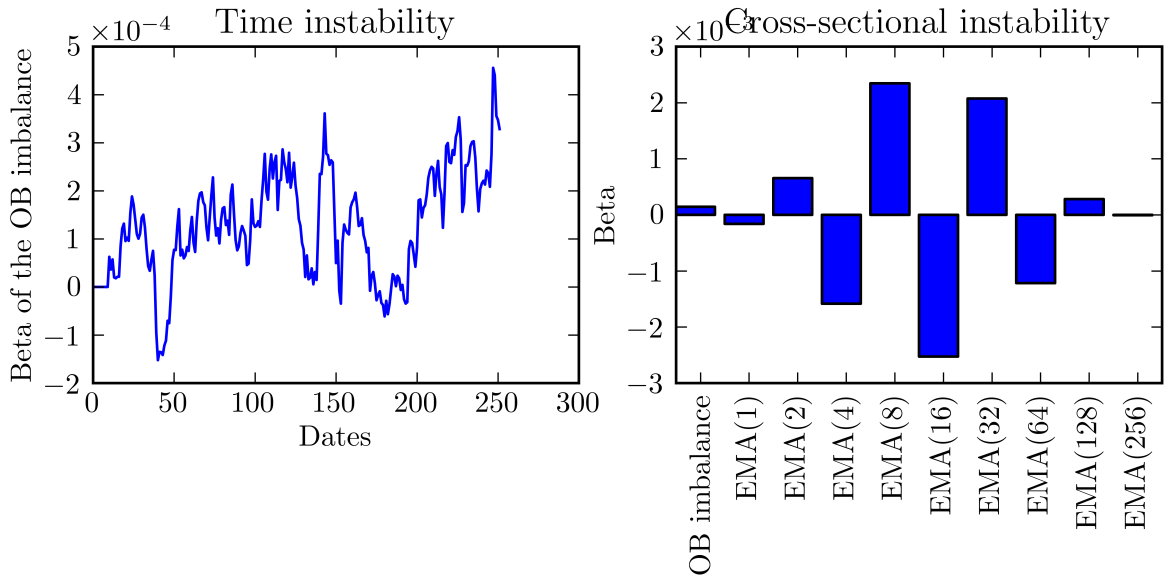 Time instability
×10⁻⁴
5
4
3
2
1
0
−1
−2
0 50 100 150 200 250 300
Dates
Beta of the OB imbalance
Cross-sectional instability
×10⁻³
3
2
1
0
−1
−2
−3
Beta
OB imbalance
EMA(1)
EMA(2)
EMA(4)
EMA(8)
EMA(16)
EMA(32)
EMA(64)
EMA(128)
EMA(256)